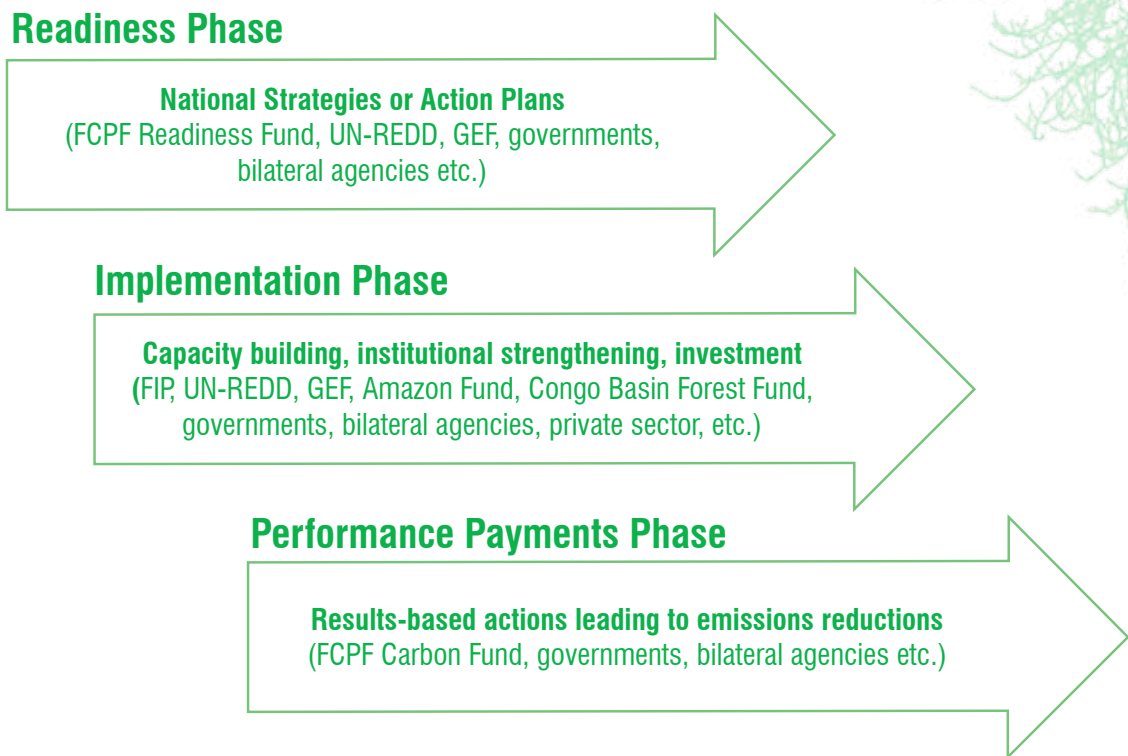 Readiness Phase
National Strategies or Action Plans
(FCPF Readiness Fund, UN-REDD, GEF, governments,
bilateral agencies etc.)
Implementation Phase
Capacity building, institutional strengthening, investment
(FIP, UN-REDD, GEF, Amazon Fund, Congo Basin Forest Fund,
governments, bilateral agencies, private sector, etc.)
Performance Payments Phase
Results-based actions leading to emissions reductions
(FCPF Carbon Fund, governments, bilateral agencies etc.)